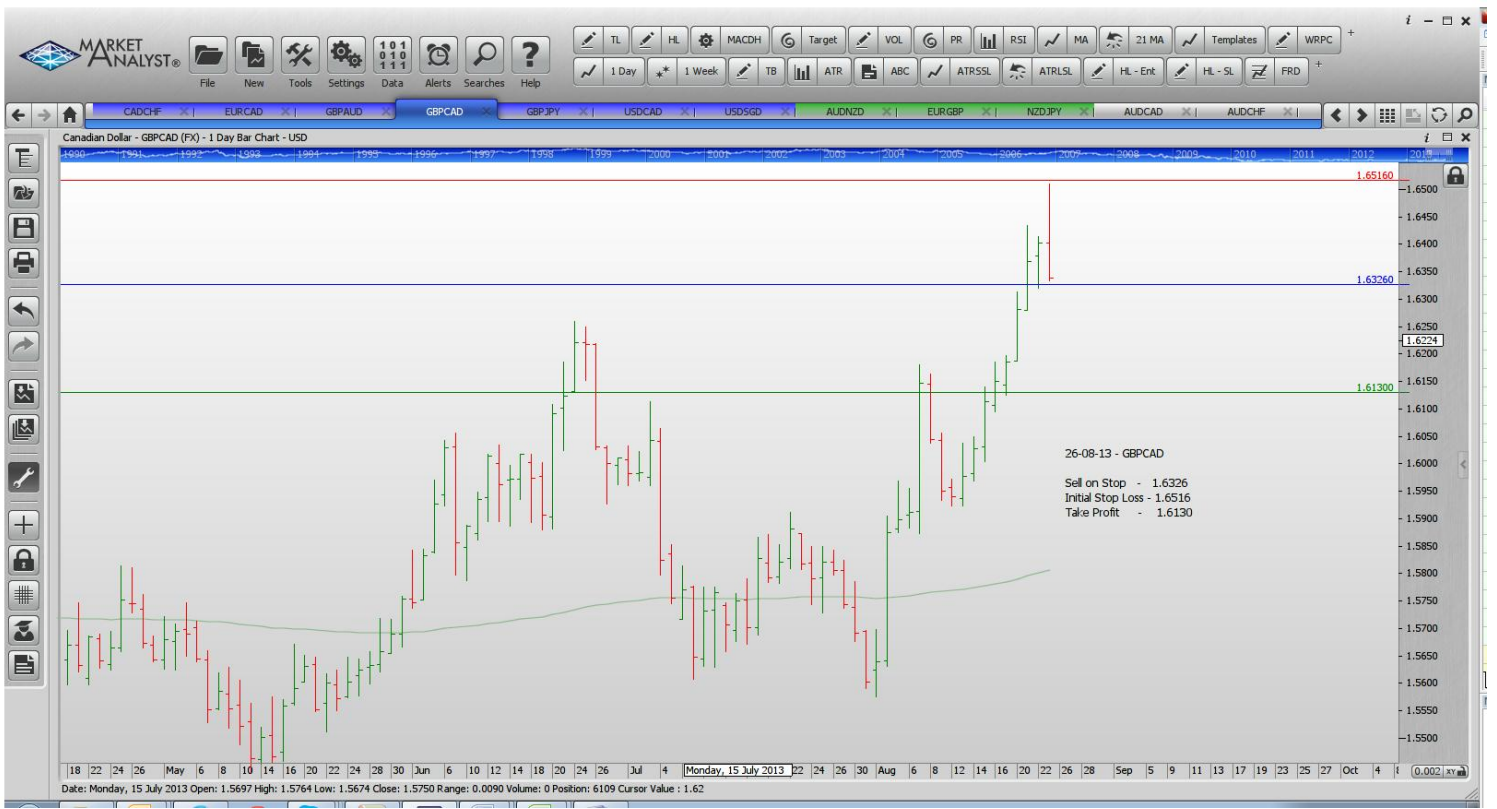 MARKET ANALYST®
File New Tools Settings Data Alerts Searches Help
TL HL MACDH Target VOL PR RSI MA 21 MA Templates WRPC +
1 Day 1 Week TB ATR ABC ATRSSL ATRLSL HL - Ent HL - SL FRD +
CADCHF EURCAD GBPAUD GBPCAD GBPJPY USDCAD USDSGD AUDNZD EURGBP NZDJPY AUDCAD AUDCHF
Canadian Dollar - GBPCAD (FX) - 1 Day Bar Chart - USD
1990 1991 1992 1993 1994 1995 1996 1997 1998 1999 2000 2001 2002 2003 2004 2005 2006 2007 2008 2009 2010 2011 2012 2013
1.65160
1.6500
1.6450
1.6400
1.6350
1.63260
1.6300
1.6250
1.6224
1.6200
1.6150
1.61300
1.6100
1.6050
1.6000
1.5950
1.5900
1.5850
1.5800
1.5750
1.5700
1.5650
1.5600
1.5550
1.5500
26-08-13 - GBPCAD
Sell on Stop - 1.6326
Initial Stop Loss - 1.6516
Take Profit - 1.6130
18 22 24 26 May 6 8 10 14 16 20 22 24 28 30 Jun 6 10 12 14 18 20 24 26 Jul 4 Monday, 15 July 2013 22 24 26 30 Aug 6 8 12 14 16 20 22 26 28 Sep 5 9 11 13 17 19 23 25 27 Oct 4 0.002 XY
Date: Monday, 15 July 2013 Open: 1.5697 High: 1.5764 Low: 1.5674 Close: 1.5750 Range: 0.0090 Volume: 0 Position: 6109 Cursor Value : 1.62